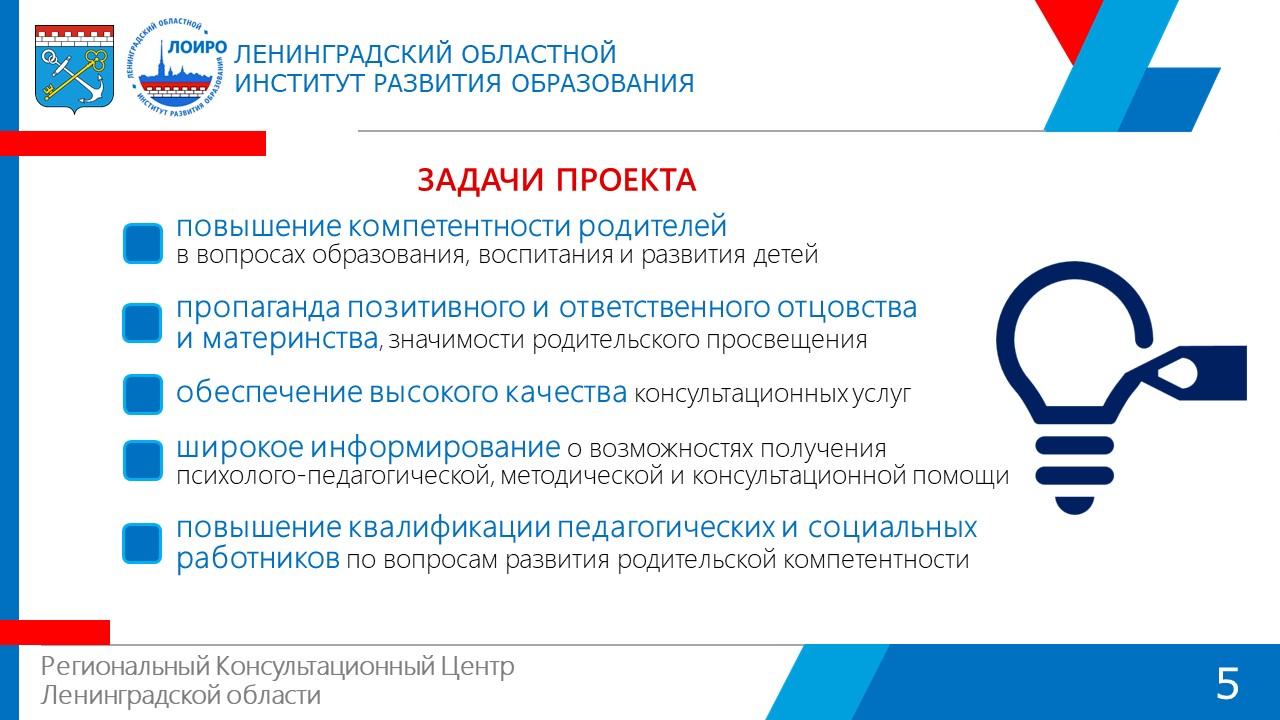 ЛЕНИНГРАДСКИЙ ОБЛАСТНОЙ
ЛОИРО
ИНСТИТУТ РАЗВИТИЯ ОБРАЗОВАНИЯ
ЛЕНИНГРАДСКИЙ ОБЛАСТНОЙ
ИНСТИТУТ РАЗВИТИЯ ОБРАЗОВАНИЯ
ЗАДАЧИ ПРОЕКТА
повышение компетентности родителей
в вопросах образования, воспитания и развития детей
пропаганда позитивного и ответственного отцовства
и материнства, значимости родительского просвещения
обеспечение высокого качества консультационных услуг
широкое информирование о возможностях получения
психолого-педагогической, методической и консультационной помощи
повышение квалификации педагогических и социальных
работников по вопросам развития родительской компетентности
Региональный Консультационный Центр
Ленинградской области
5